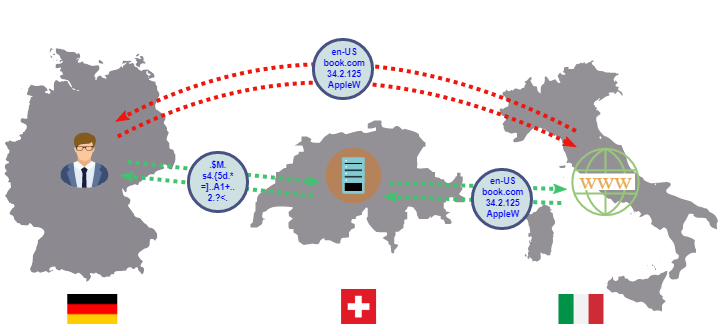 en-US
book.com
34.2.125
AppleW
.$M.
s4.{5d.*
=]..A1+..
2.?<.
en-US
book.com
34.2.125
AppleW
WWW